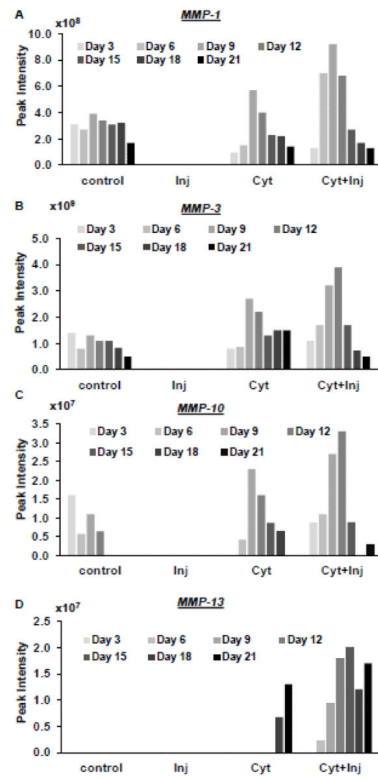 A x10⁸ MMP-1
10.0 Day 3 Day 6 Day 9 Day 12
8.0 Day 15 Day 18 Day 21
6.0
4.0
2.0
0.0
Peak Intensity
control Inj Cyt Cyt+Inj
B x10⁹ MMP-3
5.0 Day 3 Day 6 Day 9 Day 12
4.0 Day 15 Day 18 Day 21
3.0
2.0
1.0
0.0
Peak Intensity
control Inj Cyt Cyt+Inj
C x10⁷ MMP-10
3.5 Day 3 Day 6 Day 9 Day 12
3.0
2.5 Day 15 Day 18 Day 21
2.0
1.5
1.0
0.5
0.0
Peak Intensity
control Inj Cyt Cyt+Inj
D x10⁷ MMP-13
2.5 Day 3 Day 6 Day 9 Day 12
2.0 Day 15 Day 18 Day 21
1.5
1.0
0.5
0.0
Peak Intensity
control Inj Cyt Cyt+Inj